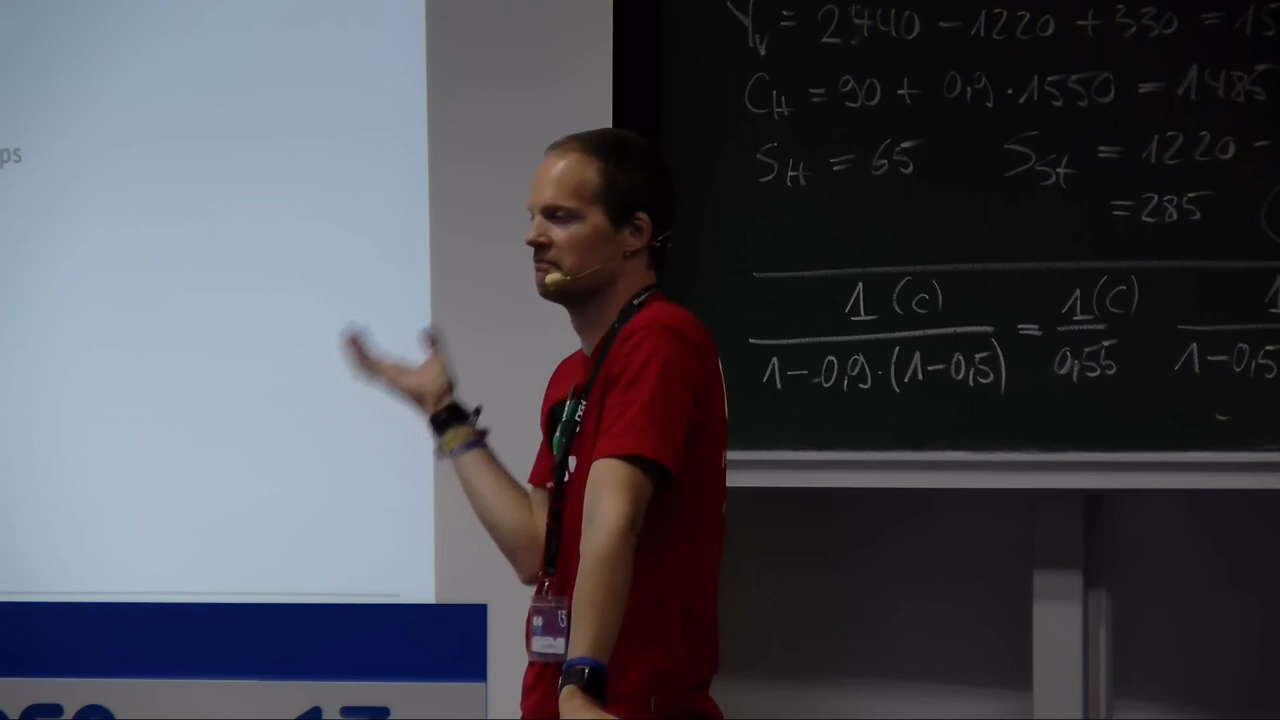 ps
Y_v = 2440 - 1220 + 330 = 15
C_H = 90 + 0,9 · 1550 = 1485
S_H = 65 S_St = 1220 -
= 285
1 (c) / 1 - 0,9 · (1 - 0,5) = 1 (c) / 0,55
1 - 0,5
13